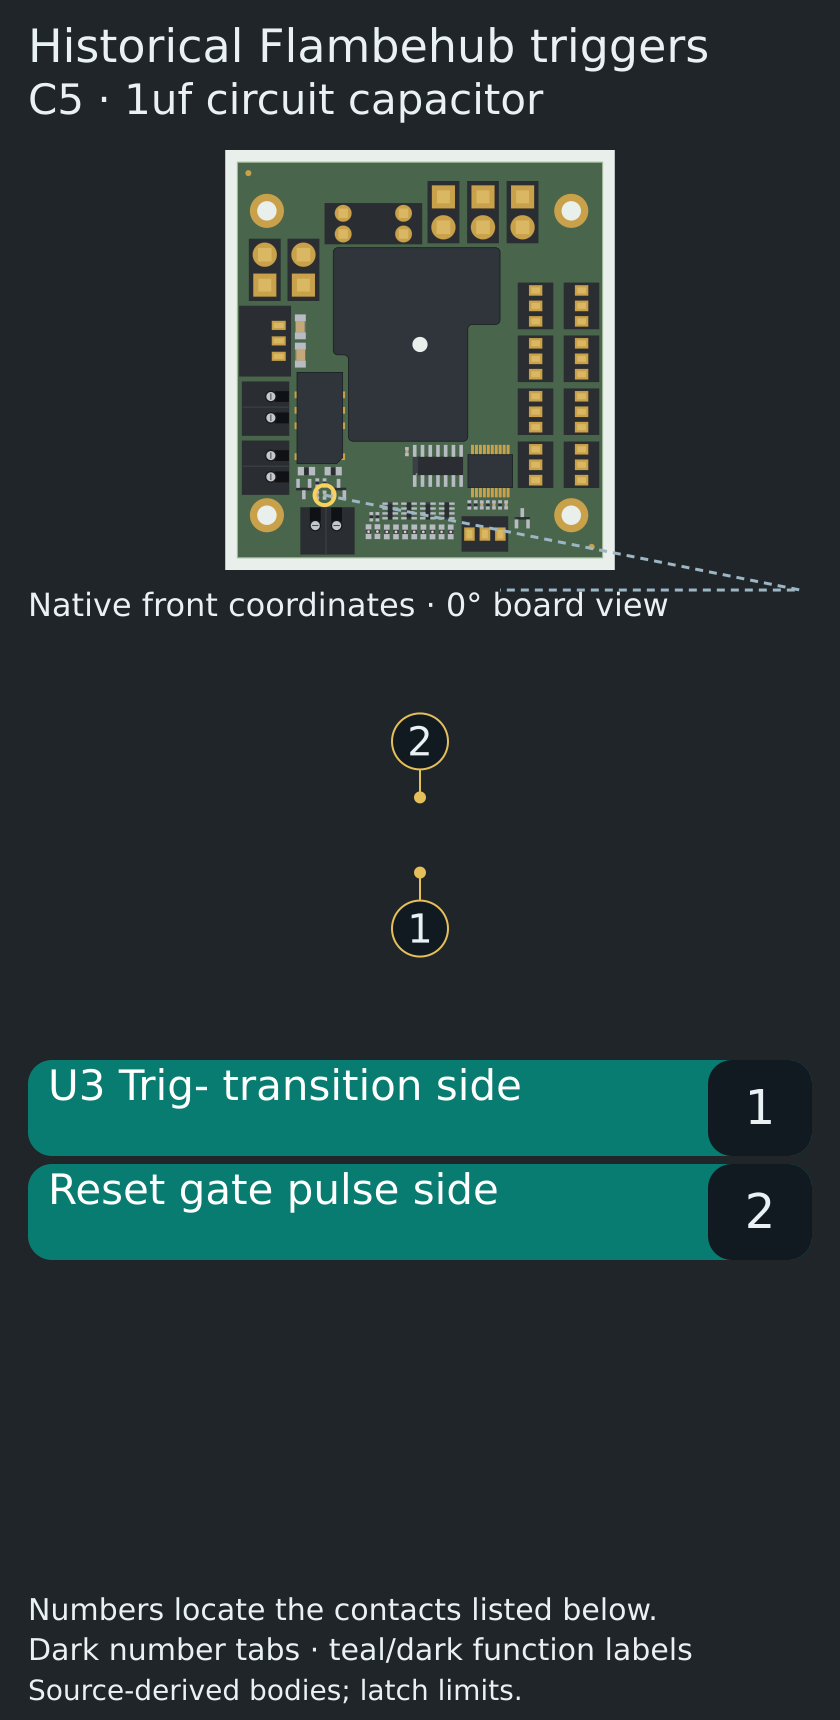 Historical Flambehub triggers
C5 · 1uf circuit capacitor
Native front coordinates · 0° board view
2
1
U3 Trig- transition side 1
Reset gate pulse side 2
Numbers locate the contacts listed below.
Dark number tabs · teal/dark function labels
Source-derived bodies; latch limits.